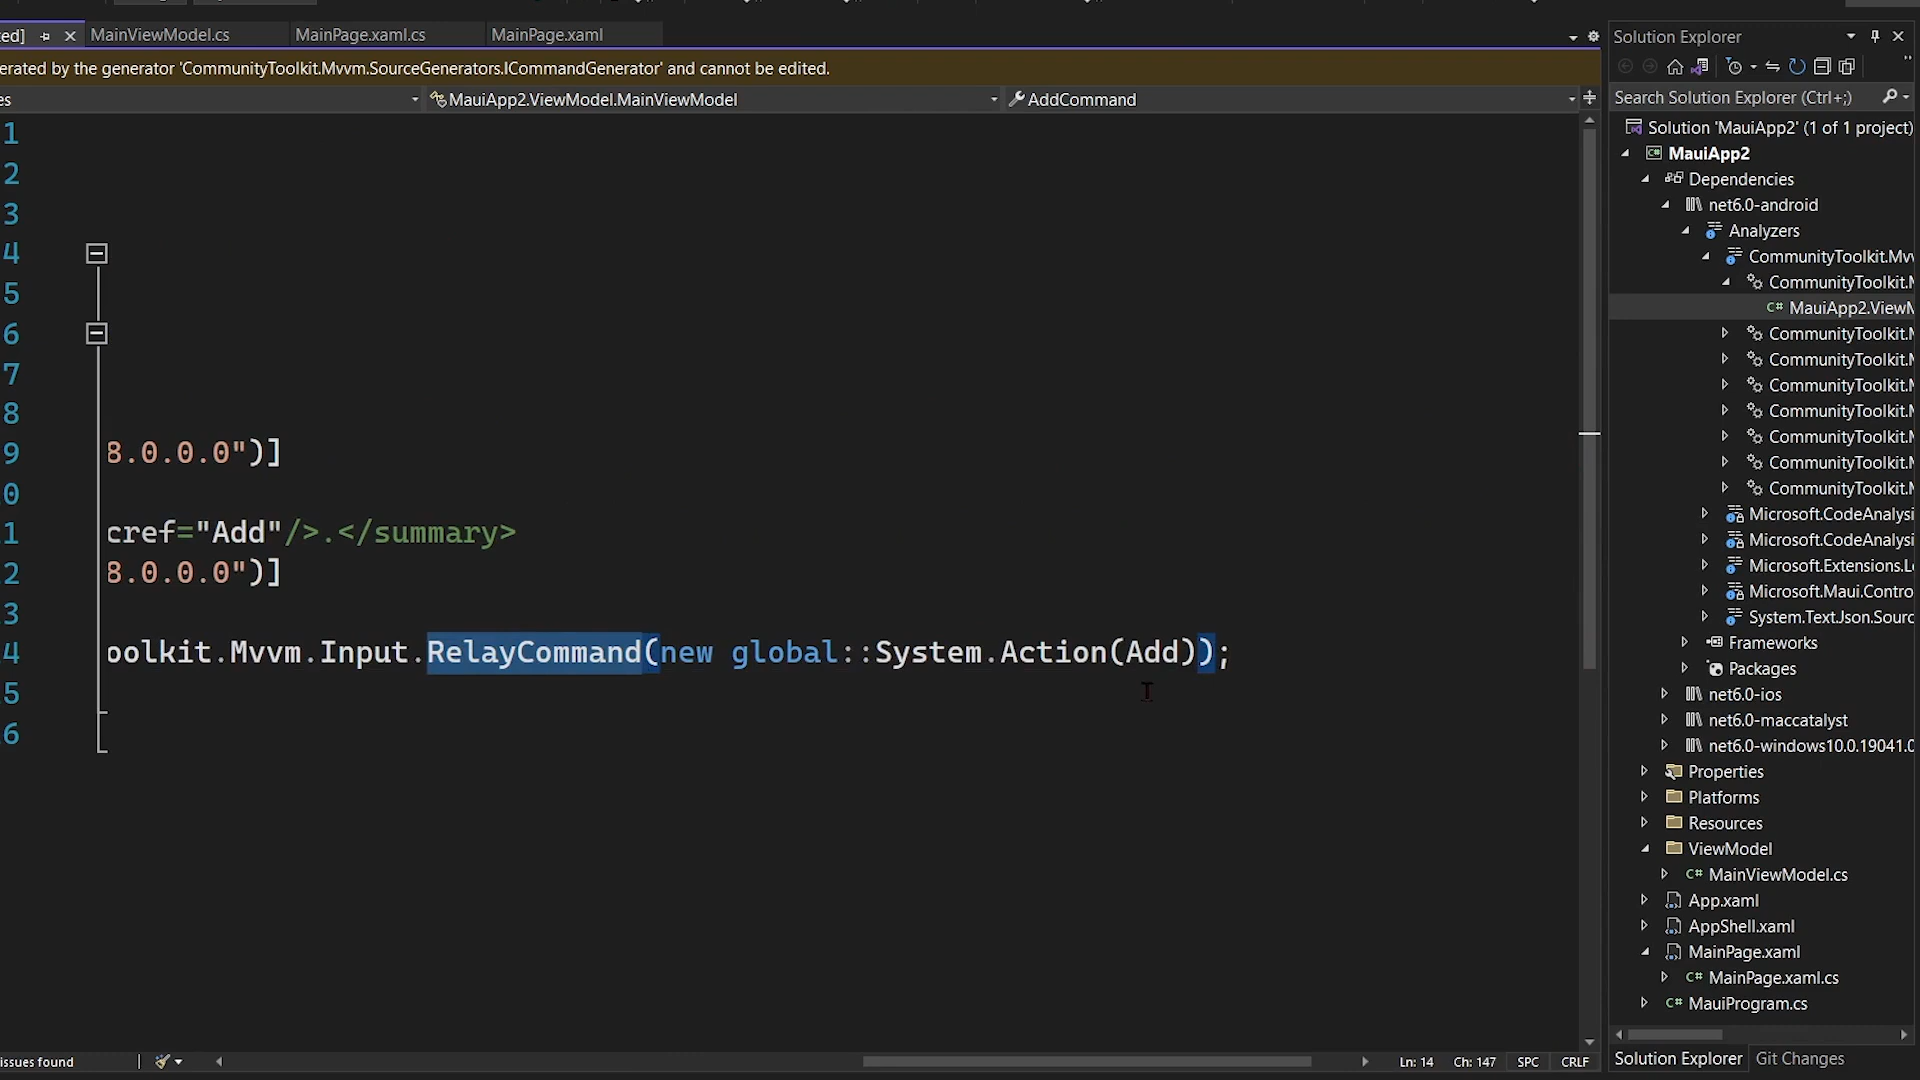 ted] MainViewModel.cs MainPage.xaml.cs MainPage.xaml
erated by the generator 'CommunityToolkit.Mvvm.SourceGenerators.ICommandGenerator' and cannot be edited.
es MauiApp2.ViewModel.MainViewModel AddCommand
1
2
3
4
5
6
7
8
9 8.0.0.0")]
0
1 cref="Add"/>.</summary>
2 8.0.0.0")]
3
4 oolkit.Mvvm.Input.RelayCommand(new global::System.Action(Add));
5
6
issues found
Ln: 14 Ch: 147 SPC CRLF
Solution Explorer
Search Solution Explorer (Ctrl+;)
Solution 'MauiApp2' (1 of 1 project)
C# MauiApp2
Dependencies
net6.0-android
Analyzers
CommunityToolkit.Mvv
CommunityToolkit.M
C# MauiApp2.ViewM
CommunityToolkit.M
CommunityToolkit.M
CommunityToolkit.M
CommunityToolkit.M
CommunityToolkit.M
CommunityToolkit.M
CommunityToolkit.M
Microsoft.CodeAnalysi
Microsoft.CodeAnalysi
Microsoft.Extensions.Lo
Microsoft.Maui.Contro
System.Text.Json.Sourc
Frameworks
Packages
net6.0-ios
net6.0-maccatalyst
net6.0-windows10.0.19041.0
Properties
Platforms
Resources
ViewModel
C# MainViewModel.cs
App.xaml
AppShell.xaml
MainPage.xaml
C# MainPage.xaml.cs
C# MauiProgram.cs
Solution Explorer Git Changes